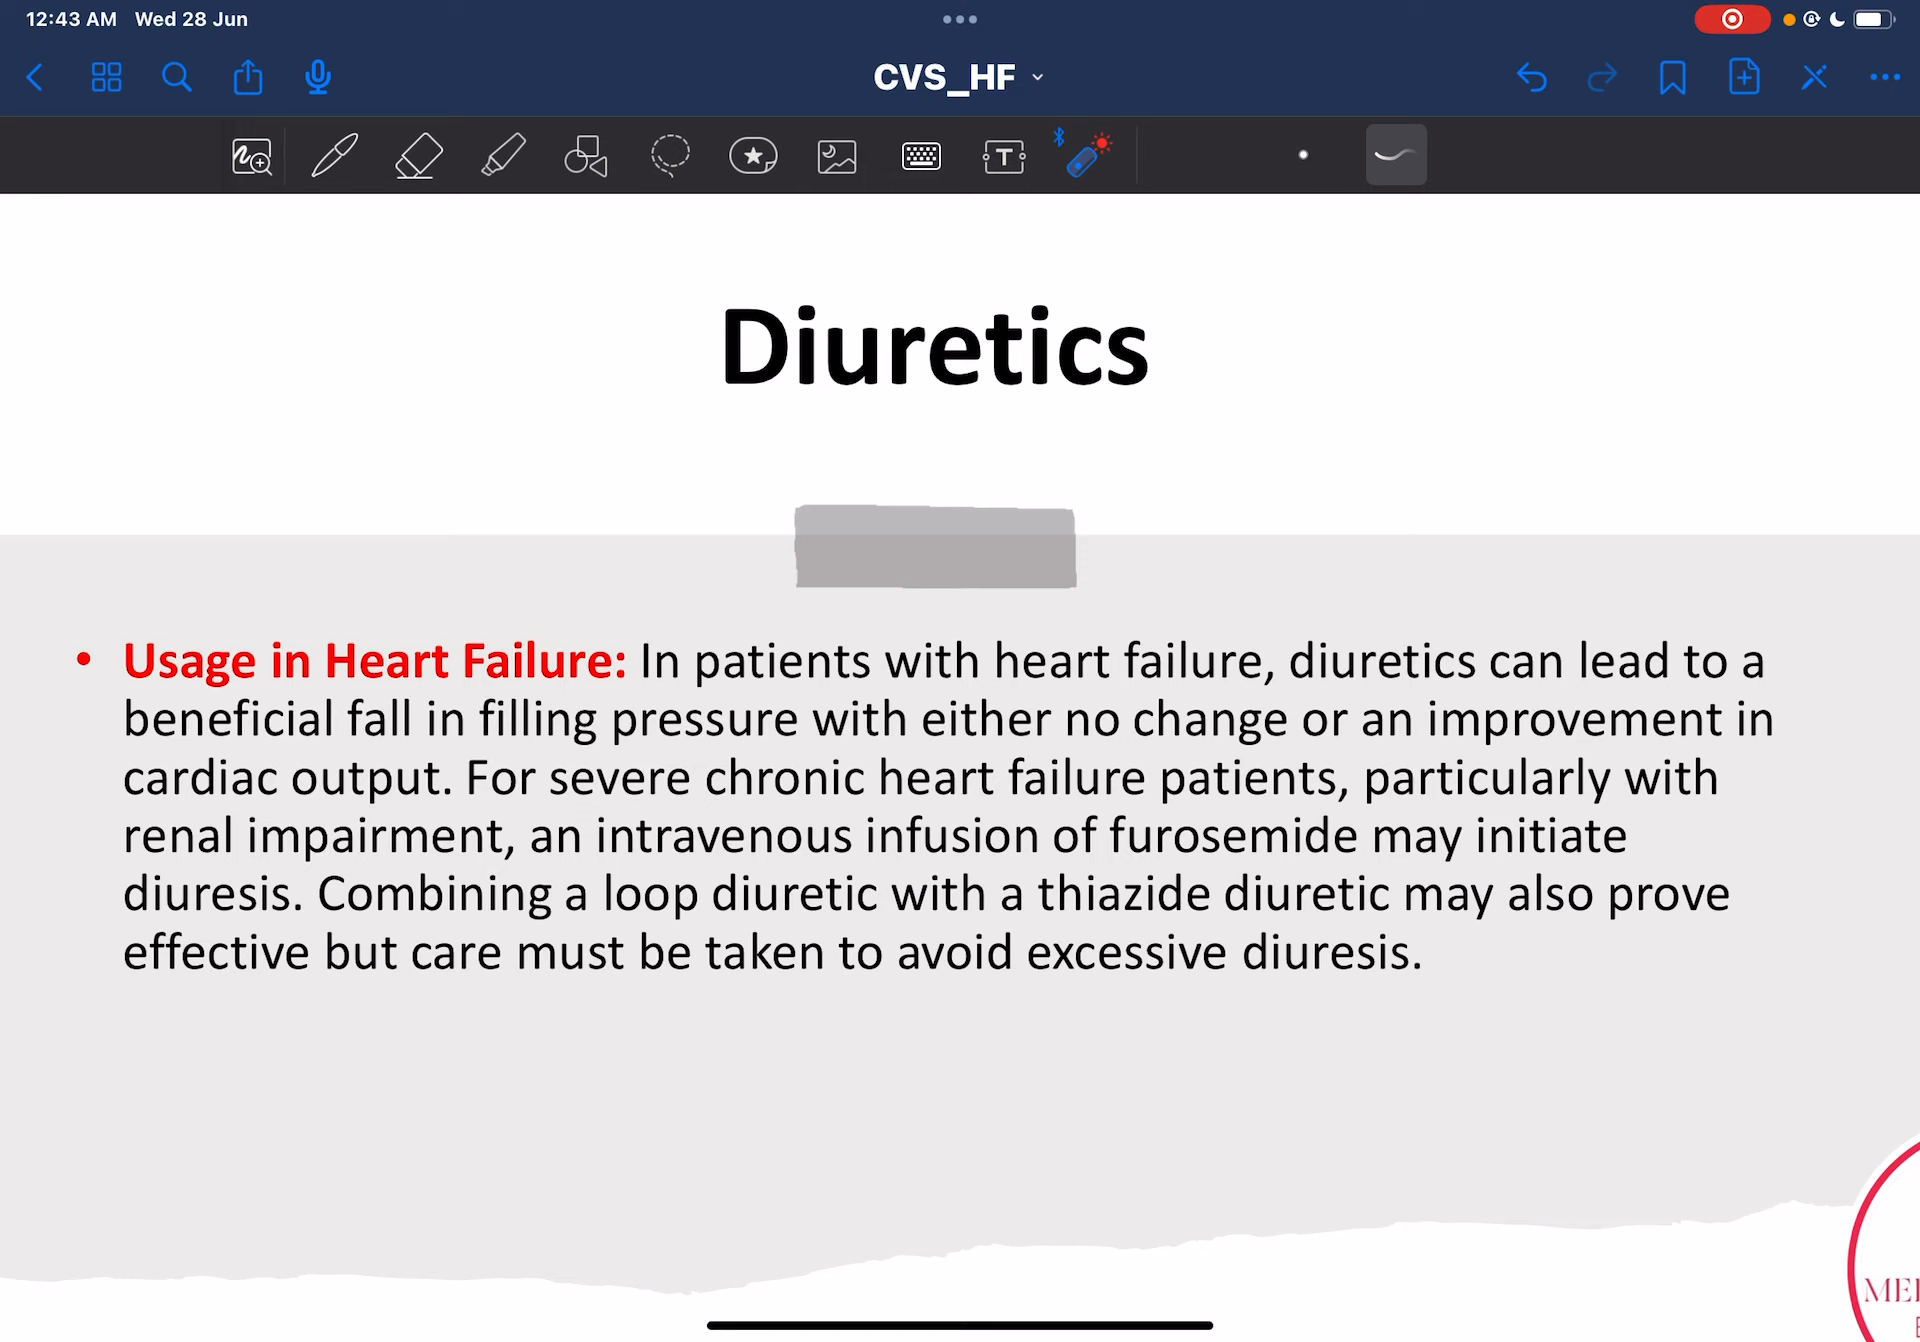 12:43 AM Wed 28 Jun
CVS_HF
T
Diuretics
• Usage in Heart Failure: In patients with heart failure, diuretics can lead to a
beneficial fall in filling pressure with either no change or an improvement in
cardiac output. For severe chronic heart failure patients, particularly with
renal impairment, an intravenous infusion of furosemide may initiate
diuresis. Combining a loop diuretic with a thiazide diuretic may also prove
effective but care must be taken to avoid excessive diuresis.